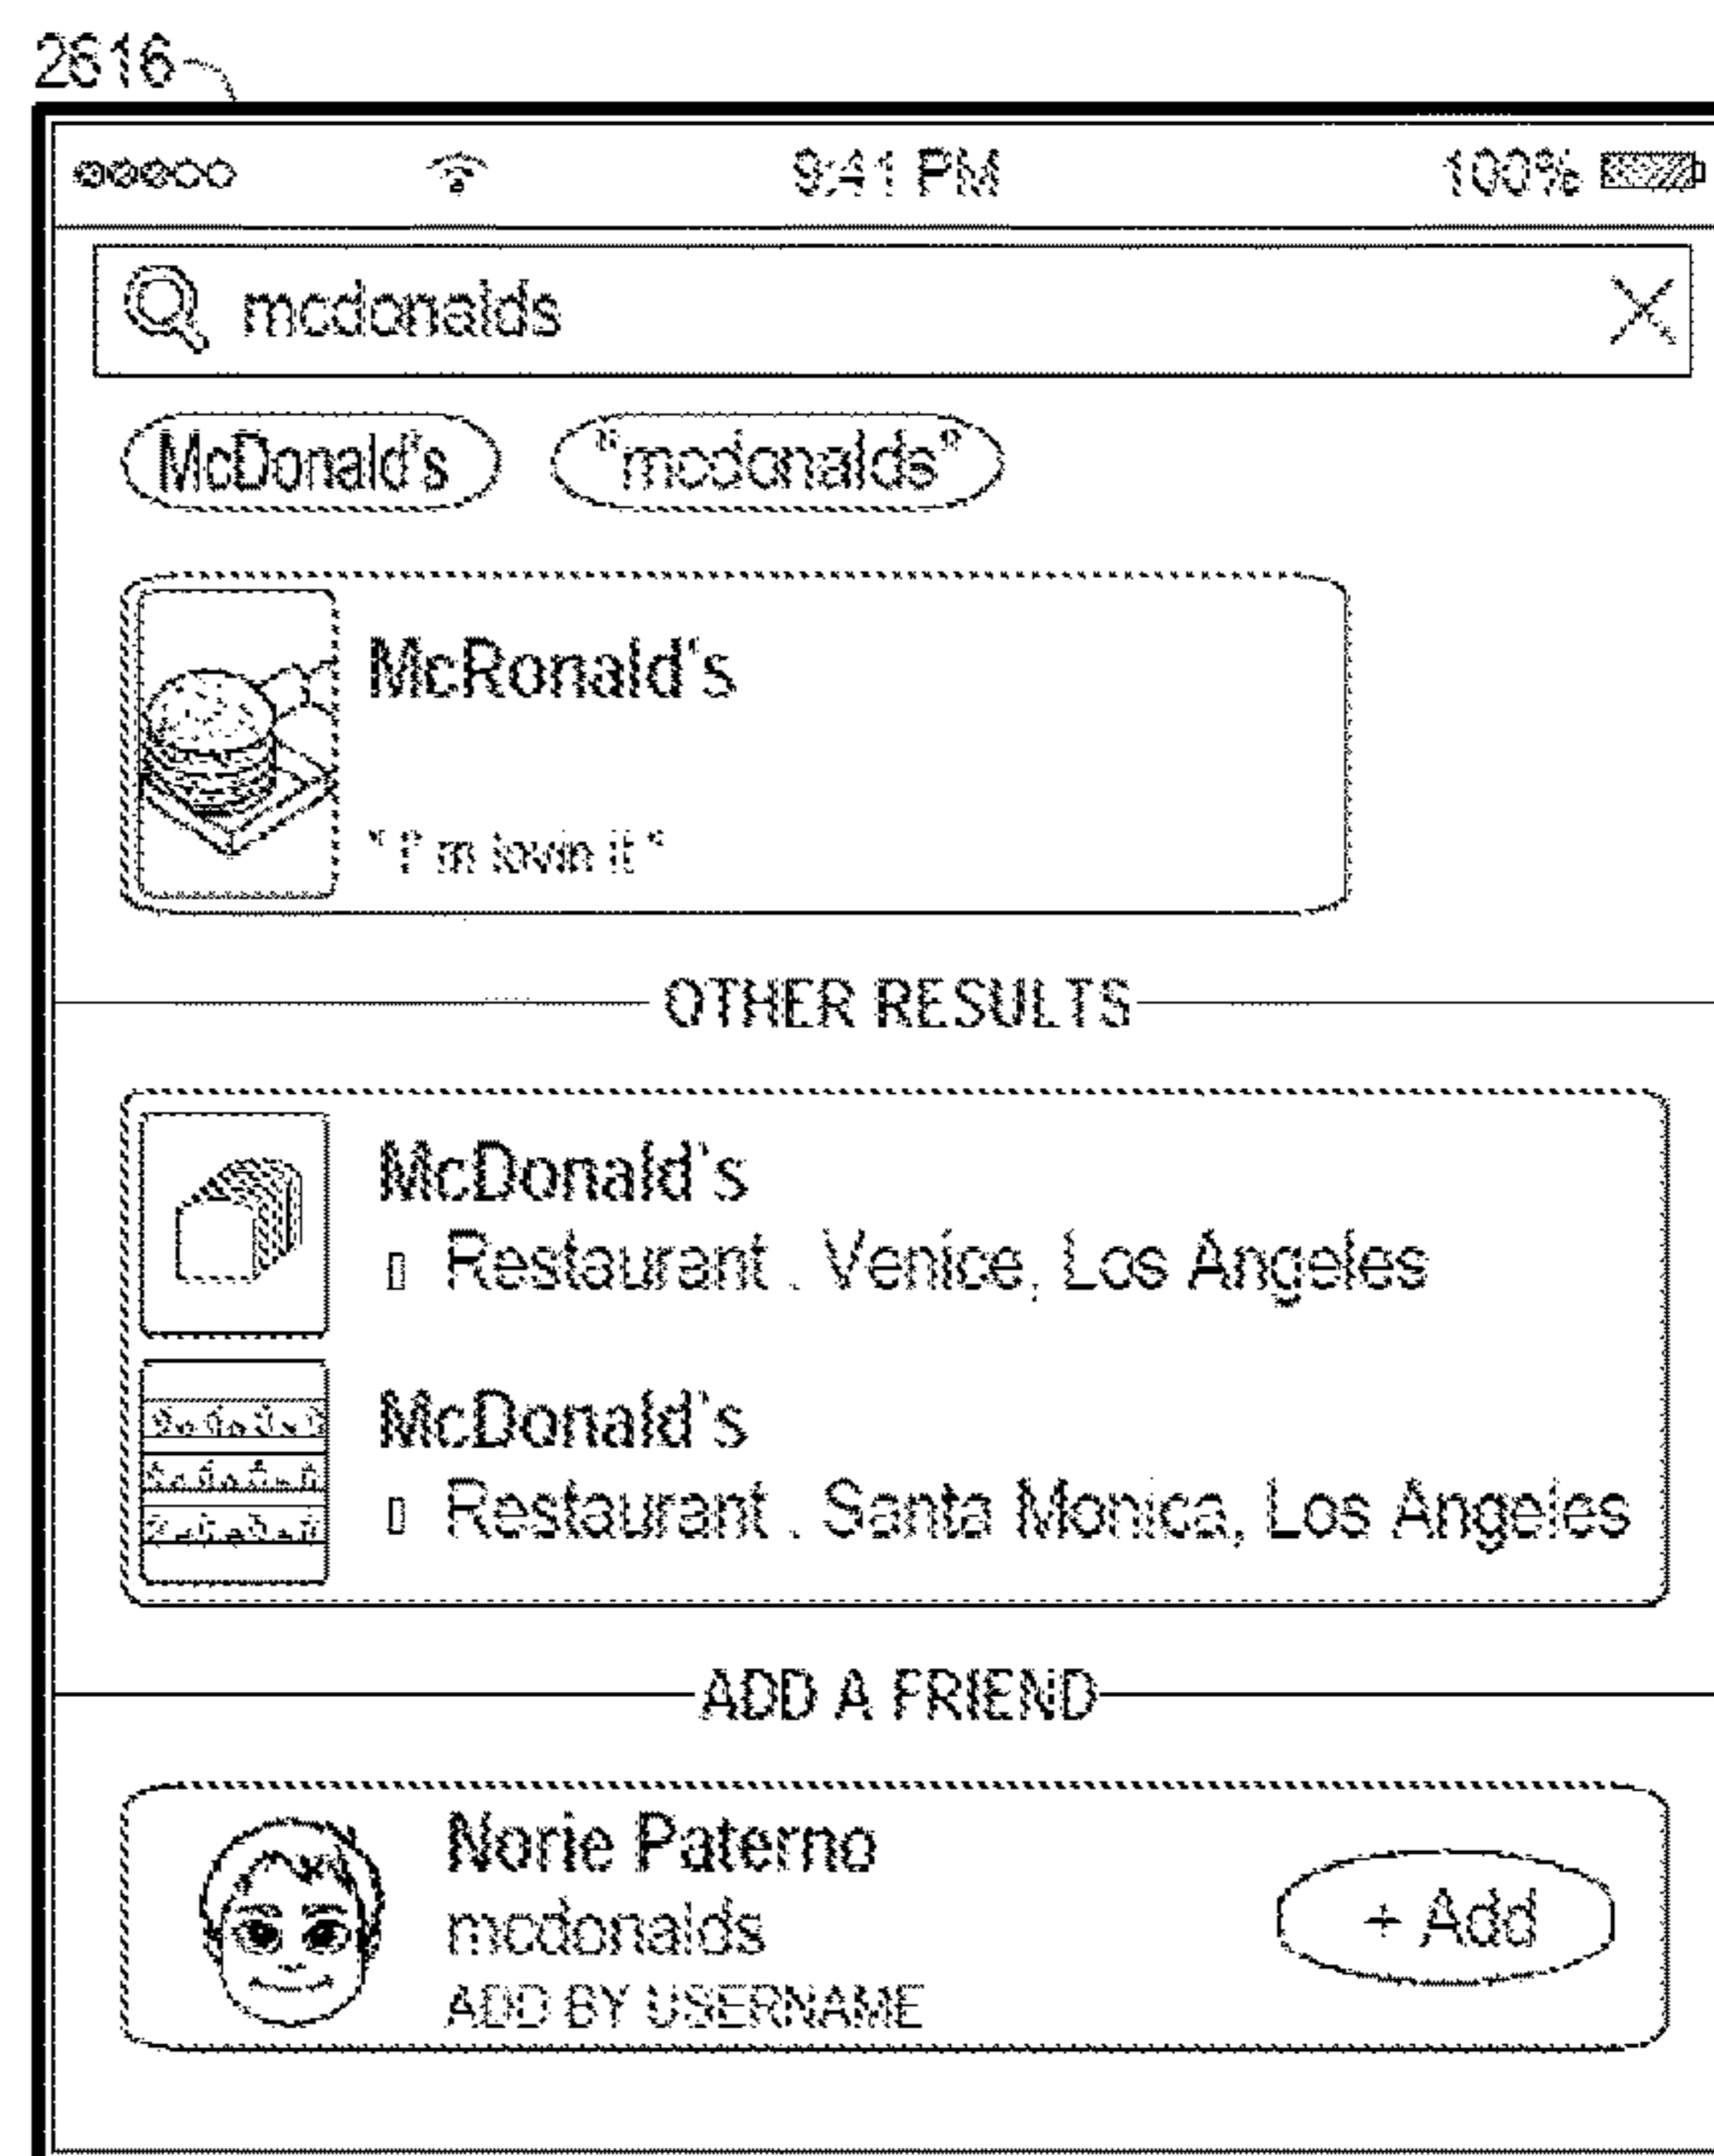 2616
9:41 PM 100%
mcdonalds
McDonald's "mcdonalds"
McRonald's
"I'm lovin it"
OTHER RESULTS
McDonald's
Restaurant . Venice, Los Angeles
McDonald's
Restaurant . Santa Monica, Los Angeles
ADD A FRIEND
Norie Paterno
mcdonalds
+ Add
ADD BY USERNAME